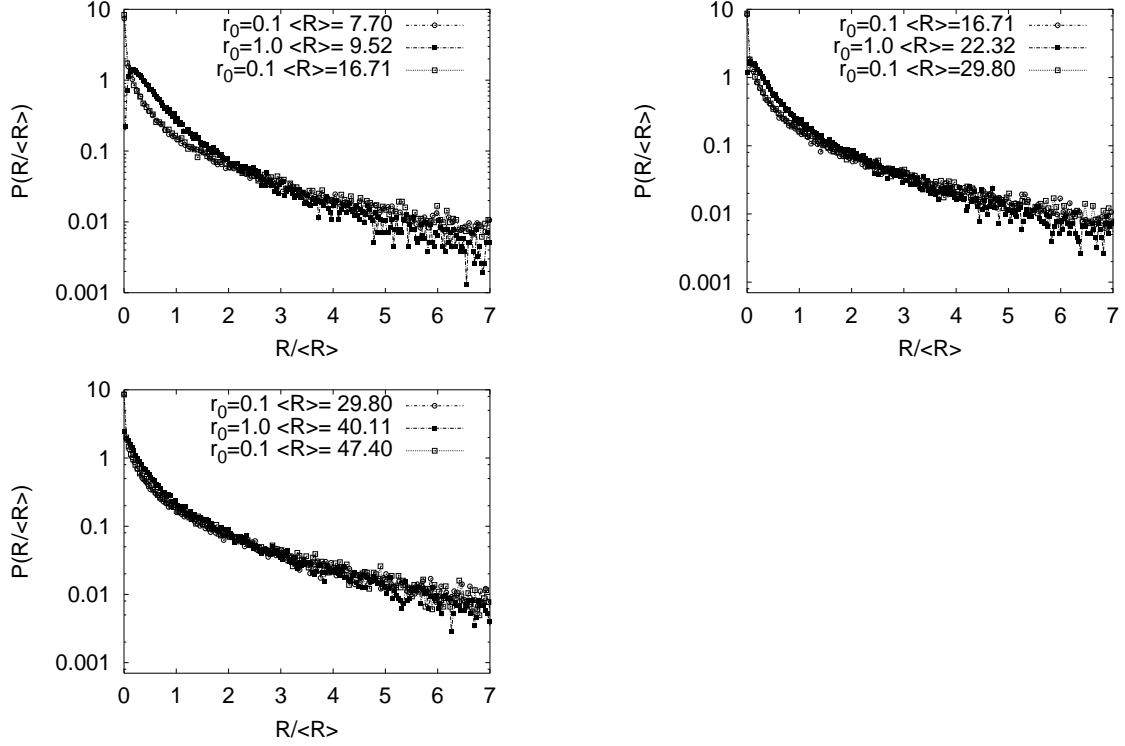 10
1
0.1
0.01
0.001
P(R/<R>)
r0=0.1 <R>= 7.70
r0=1.0 <R>= 9.52
r0=0.1 <R>=16.71
0 1 2 3 4 5 6 7
R/<R>
10
1
0.1
0.01
0.001
P(R/<R>)
r0=0.1 <R>=16.71
r0=1.0 <R>= 22.32
r0=0.1 <R>=29.80
0 1 2 3 4 5 6 7
R/<R>
10
1
0.1
0.01
0.001
P(R/<R>)
r0=0.1 <R>= 29.80
r0=1.0 <R>= 40.11
r0=0.1 <R>= 47.40
0 1 2 3 4 5 6 7
R/<R>